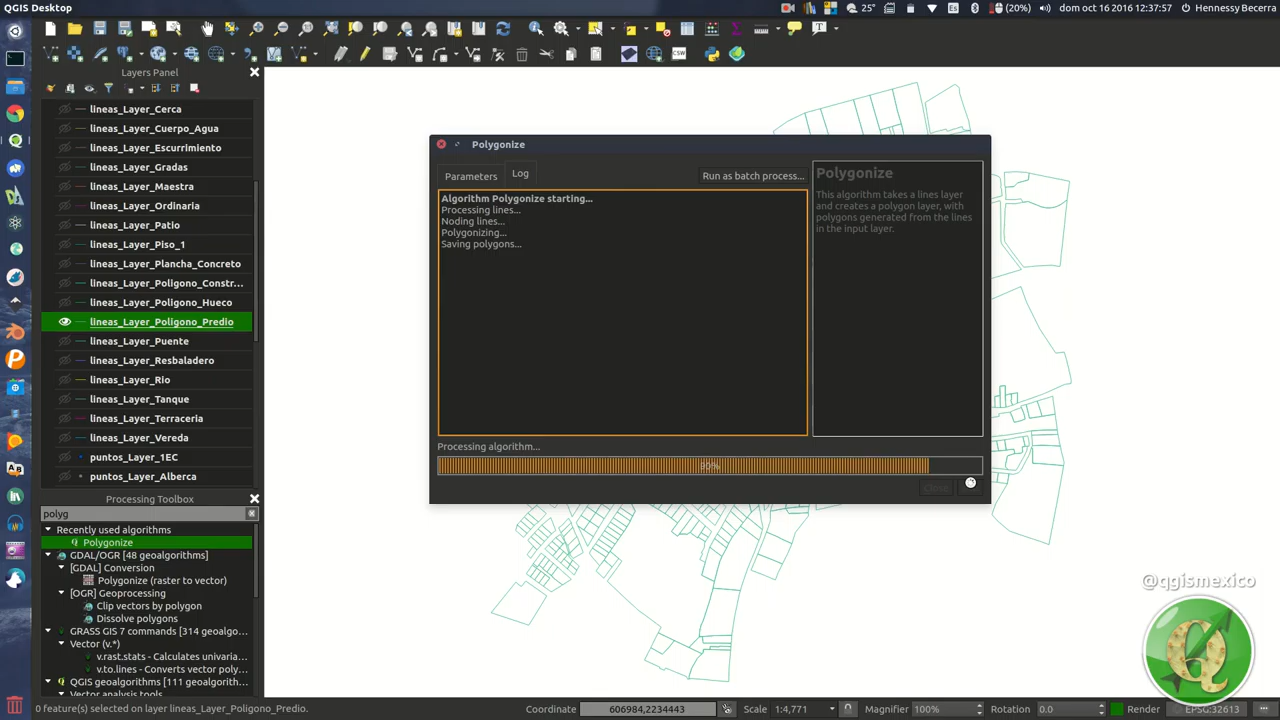 QGIS Desktop
25°
Es
(20%)
dom oct 16 2016 12:37:57
Hennessy Becerra
CSW
Layers Panel
lineas_Layer_Cerca
lineas_Layer_Cuerpo_Agua
lineas_Layer_Escurrimiento
lineas_Layer_Gradas
lineas_Layer_Maestra
lineas_Layer_Ordinaria
lineas_Layer_Patio
lineas_Layer_Piso_1
lineas_Layer_Plancha_Concreto
lineas_Layer_Poligono_Constr...
lineas_Layer_Poligono_Hueco
lineas_Layer_Poligono_Predio
lineas_Layer_Puente
lineas_Layer_Resbaladero
lineas_Layer_Rio
lineas_Layer_Tanque
lineas_Layer_Terraceria
lineas_Layer_Vereda
puntos_Layer_1EC
puntos_Layer_Alberca
Processing Toolbox
polyg
Recently used algorithms
Polygonize
GDAL/OGR [48 geoalgorithms]
[GDAL] Conversion
Polygonize (raster to vector)
[OGR] Geoprocessing
Clip vectors by polygon
Dissolve polygons
GRASS GIS 7 commands [314 geoalgo...
Vector (v.*)
v.rast.stats - Calculates univaria...
v.to.lines - Converts vector poly...
QGIS geoalgorithms [111 geoalgorith...
Vector analysis tools
Polygonize
Parameters
Log
Run as batch process...
Algorithm Polygonize starting...
Processing lines...
Noding lines...
Polygonizing...
Saving polygons...
Polygonize
This algorithm takes a lines layer
and creates a polygon layer, with
polygons generated from the lines
in the input layer.
Processing algorithm...
90%
Close
@qgismexico
0 feature(s) selected on layer lineas_Layer_Poligono_Predio.
Coordinate
606984,2234443
Scale
1:4,771
Magnifier
100%
Rotation
0.0
Render
EPSG:32613